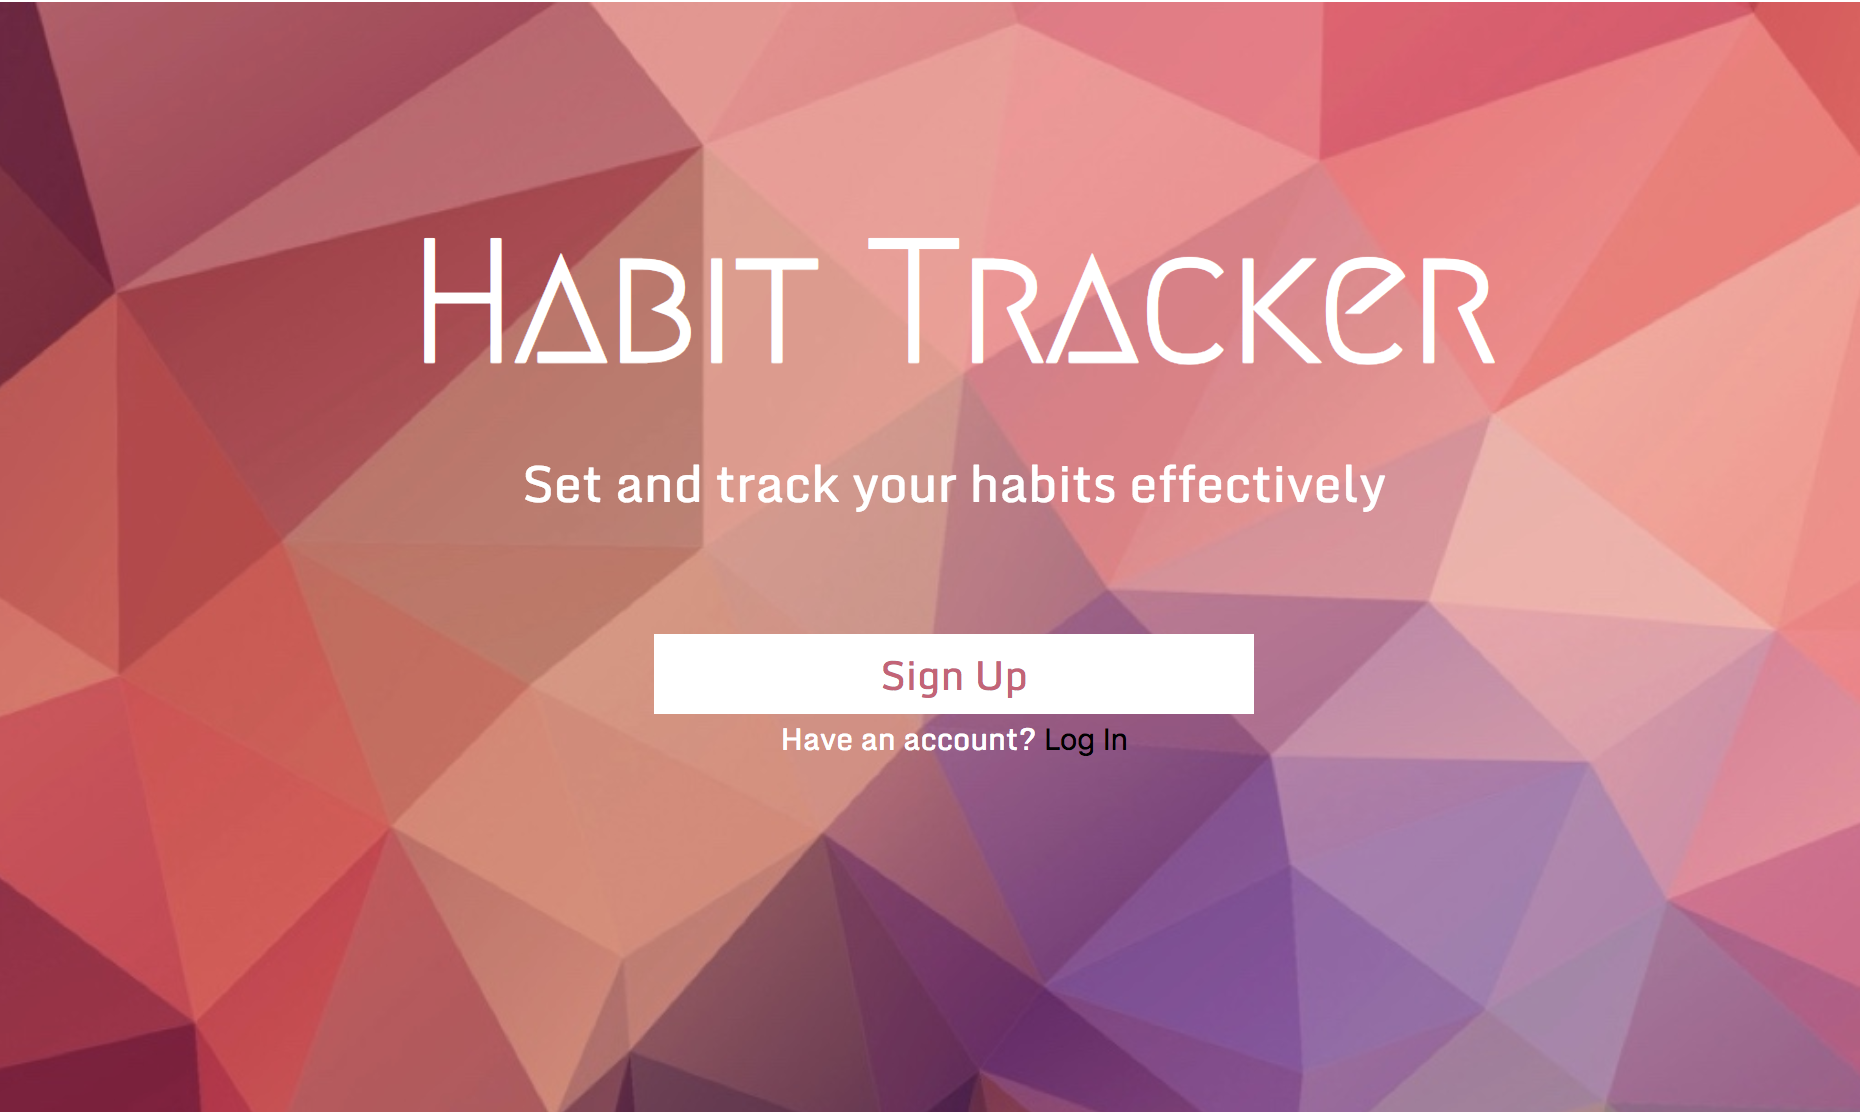 Habit Tracker
Set and track your habits effectively
Sign Up
Have an account? Log In